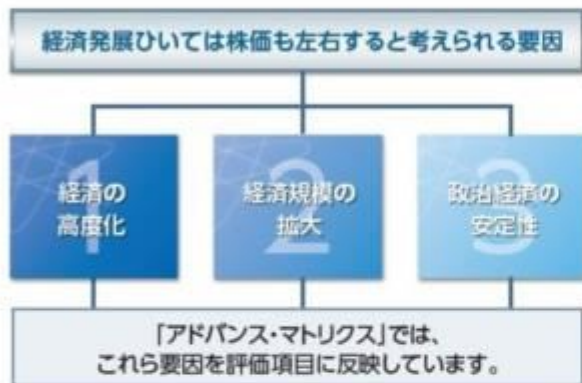 経済発展ひいては株価も左右すると考えられる要因
1
経済の
高度化
2
経済規模の
拡大
3
政治経済の
安定性
「アドバンス・マトリクス」では、
これら要因を評価項目に反映しています。